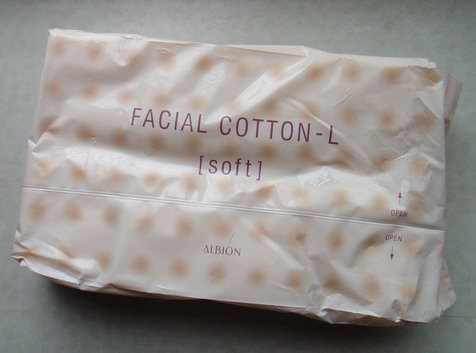 FACIAL COTTON-L
[soft]
OPEN
OPEN
ALBION